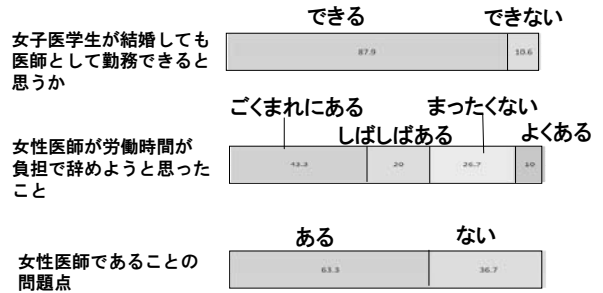 できる
できない
女子医学生が結婚しても
医師として勤務できると
思うか
87.9
10.6
ごくまれにある
まったくない
しばしばある
よくある
女性医師が労働時間が
負担で辞めようと思った
こと
43.3
20
26.7
10
ある
ない
女性医師であることの
問題点
63.3
36.7